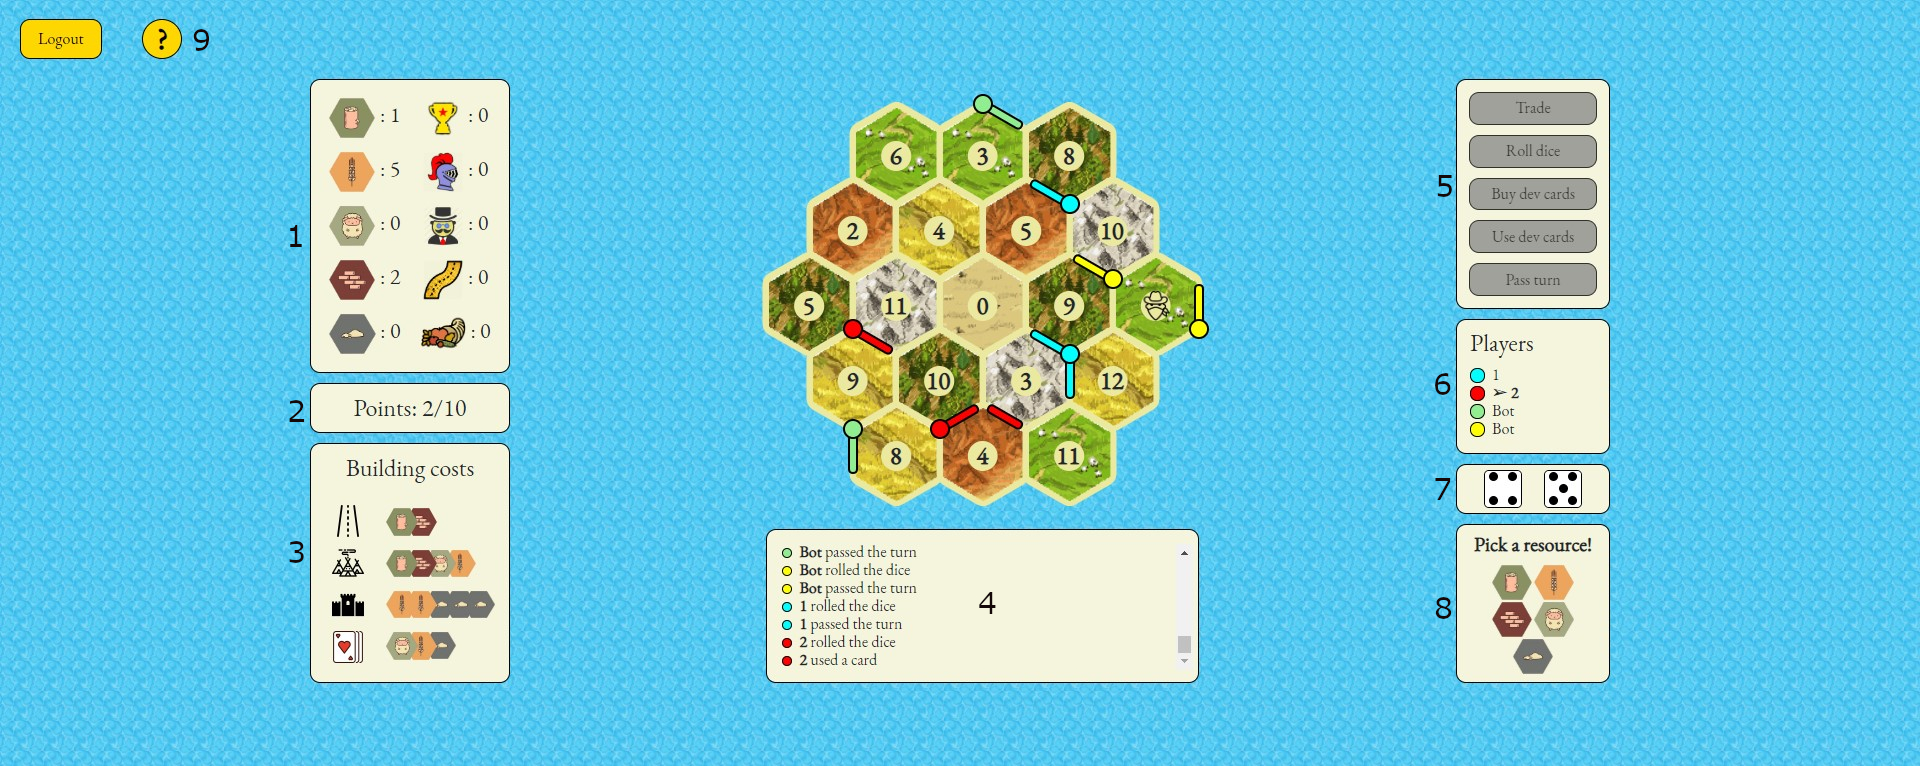 Logout
?
9
: 1
: 0
: 5
: 0
: 0
: 0
: 2
: 0
: 0
: 0
1
Points: 2/10
2
Building costs
3
6
3
8
2
4
5
10
5
11
0
9
9
10
3
12
8
4
11
Bot passed the turn
Bot rolled the dice
Bot passed the turn
1 rolled the dice
1 passed the turn
2 rolled the dice
2 used a card
4
Trade
Roll dice
Buy dev cards
Use dev cards
Pass turn
5
Players
1
➢ 2
Bot
Bot
6
7
Pick a resource!
8